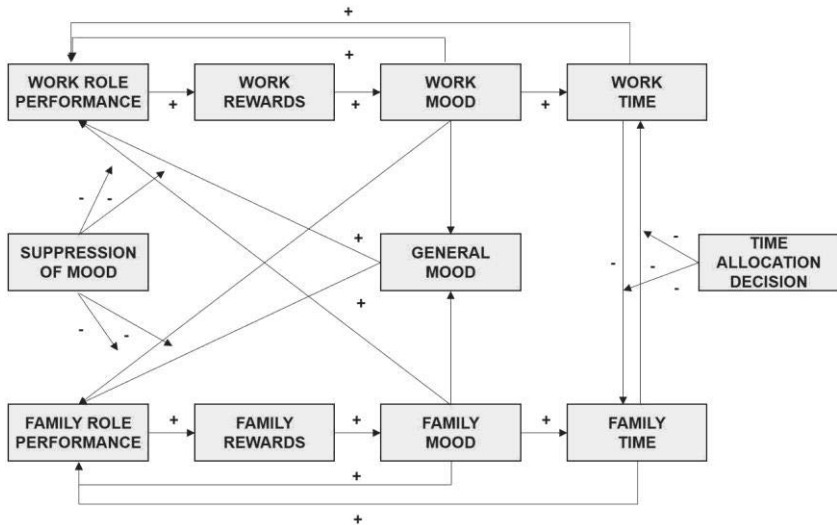 +
+
WORK ROLE
PERFORMANCE
+
WORK
REWARDS
+
WORK
MOOD
+
WORK
TIME
-
-
SUPPRESSION
OF MOOD
-
-
+
GENERAL
MOOD
+
-
-
-
-
TIME
ALLOCATION
DECISION
FAMILY ROLE
PERFORMANCE
+
FAMILY
REWARDS
+
FAMILY
MOOD
+
FAMILY
TIME
+
+